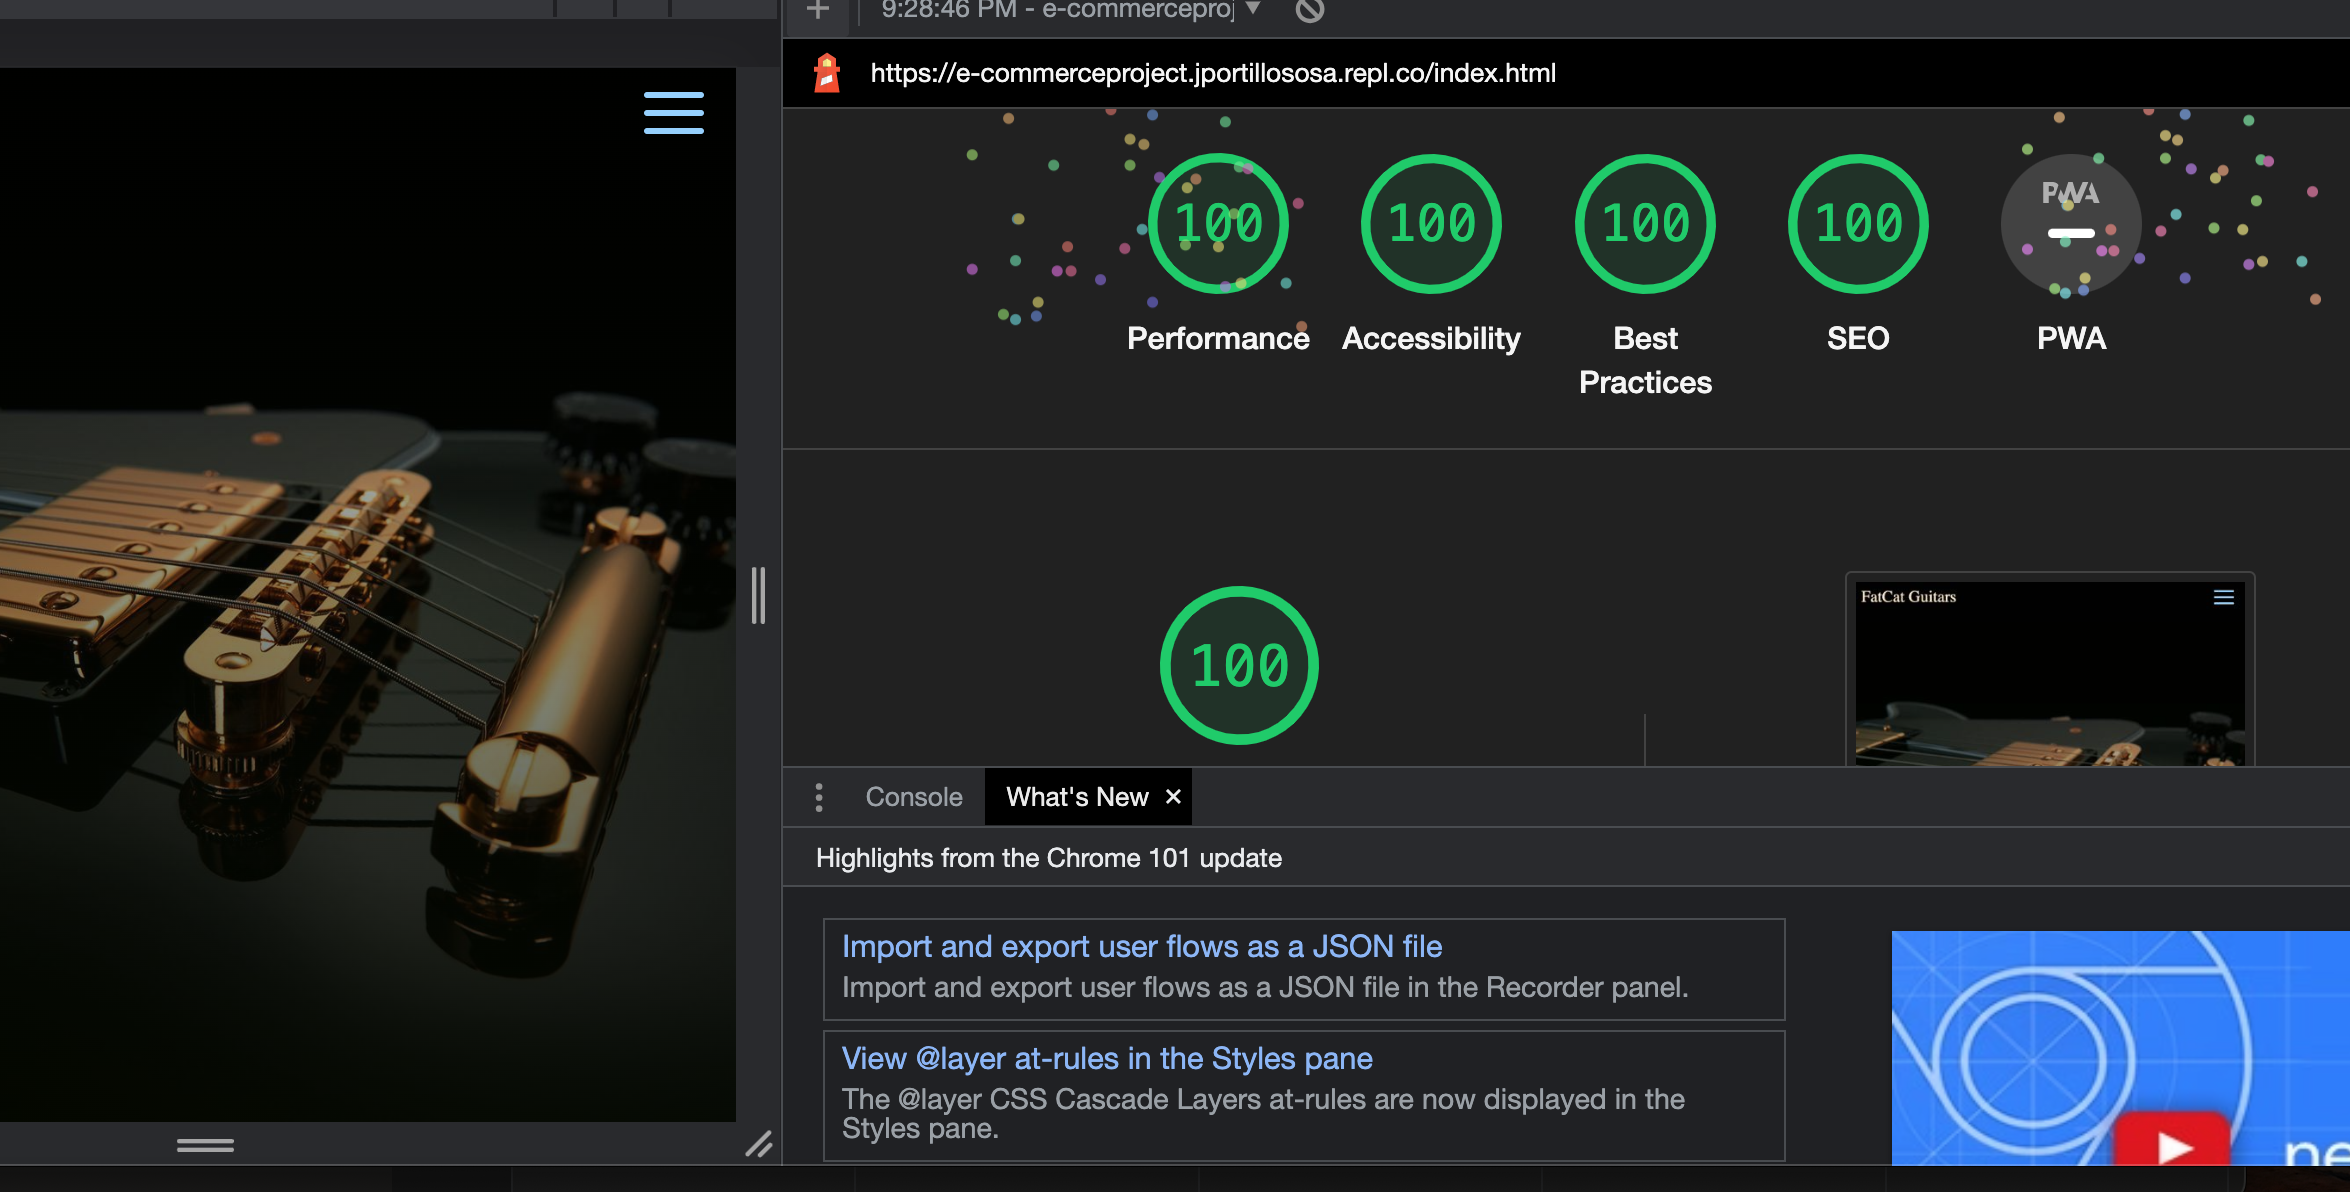 9:28:46 PM - e-commerceproj
https://e-commerceproject.jportillososa.repl.co/index.html
100
100
100
100
PWA
Performance
Accessibility
Best
Practices
SEO
PWA
100
FatCat Guitars
Console
What's New
Highlights from the Chrome 101 update
Import and export user flows as a JSON file
Import and export user flows as a JSON file in the Recorder panel.
View @layer at-rules in the Styles pane
The @layer CSS Cascade Layers at-rules are now displayed in the
Styles pane.
ne